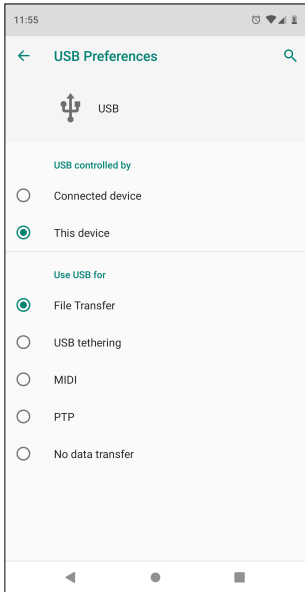 11:55
USB Preferences
USB
USB controlled by
Connected device
This device
Use USB for
File Transfer
USB tethering
MIDI
PTP
No data transfer